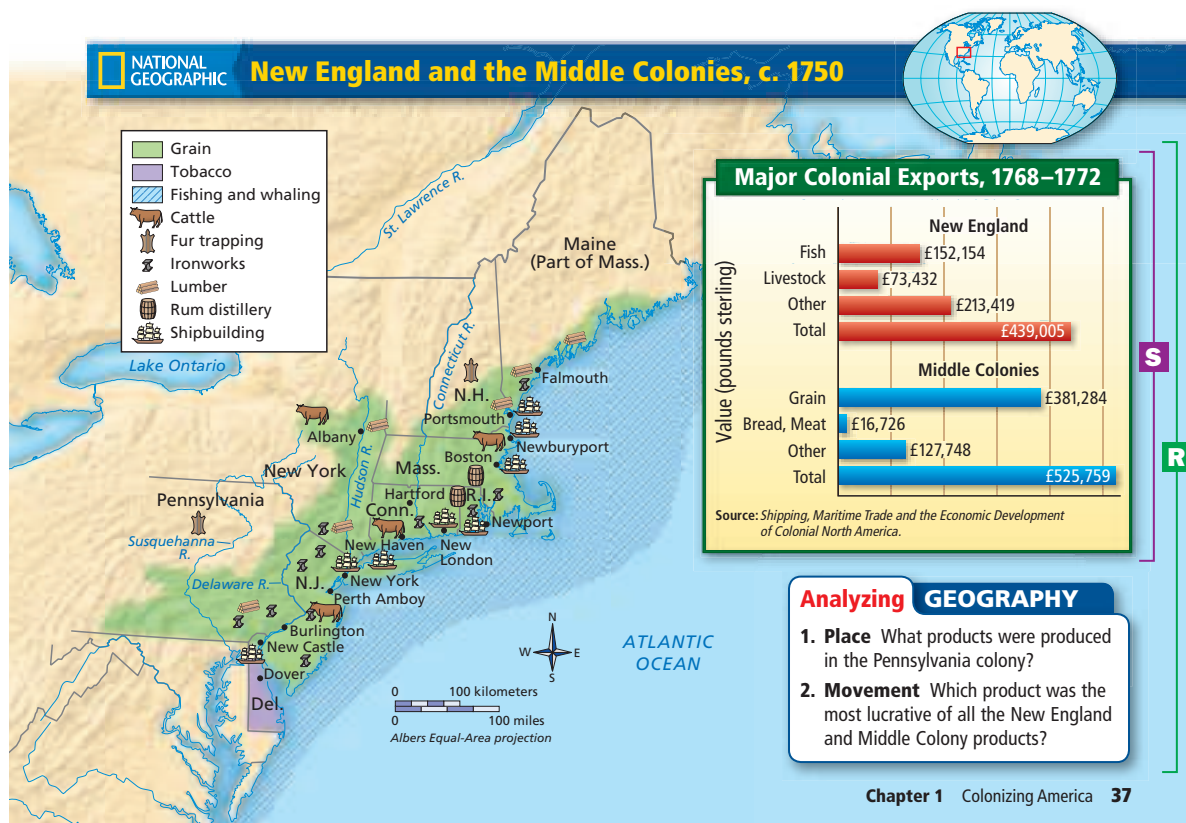 NATIONAL
GEOGRAPHIC
New England and the Middle Colonies, c. 1750
Grain
Tobacco
Fishing and whaling
Cattle
Fur trapping
Ironworks
Lumber
Rum distillery
Shipbuilding
St. Lawrence R.
Maine
(Part of Mass.)
Lake Ontario
Connecticut R.
Falmouth
N.H.
Portsmouth
Newburyport
Albany
Boston
Hudson R.
Mass.
New York
Hartford
R.I.
Pennsylvania
Conn.
Newport
Susquehanna
R.
New Haven
New
London
Delaware R.
N.J.
New York
Perth Amboy
Burlington
New Castle
Dover
Del.
ATLANTIC
OCEAN
N
W
E
S
0 100 kilometers
0 100 miles
Albers Equal-Area projection
Major Colonial Exports, 1768–1772
Value (pounds sterling)
New England
Fish £152,154
Livestock £73,432
Other £213,419
Total £439,005
Middle Colonies
Grain £381,284
Bread, Meat £16,726
Other £127,748
Total £525,759
Source: Shipping, Maritime Trade and the Economic Development
of Colonial North America.
S
R
Analyzing GEOGRAPHY
1. Place What products were produced
in the Pennsylvania colony?
2. Movement Which product was the
most lucrative of all the New England
and Middle Colony products?
Chapter 1 Colonizing America 37